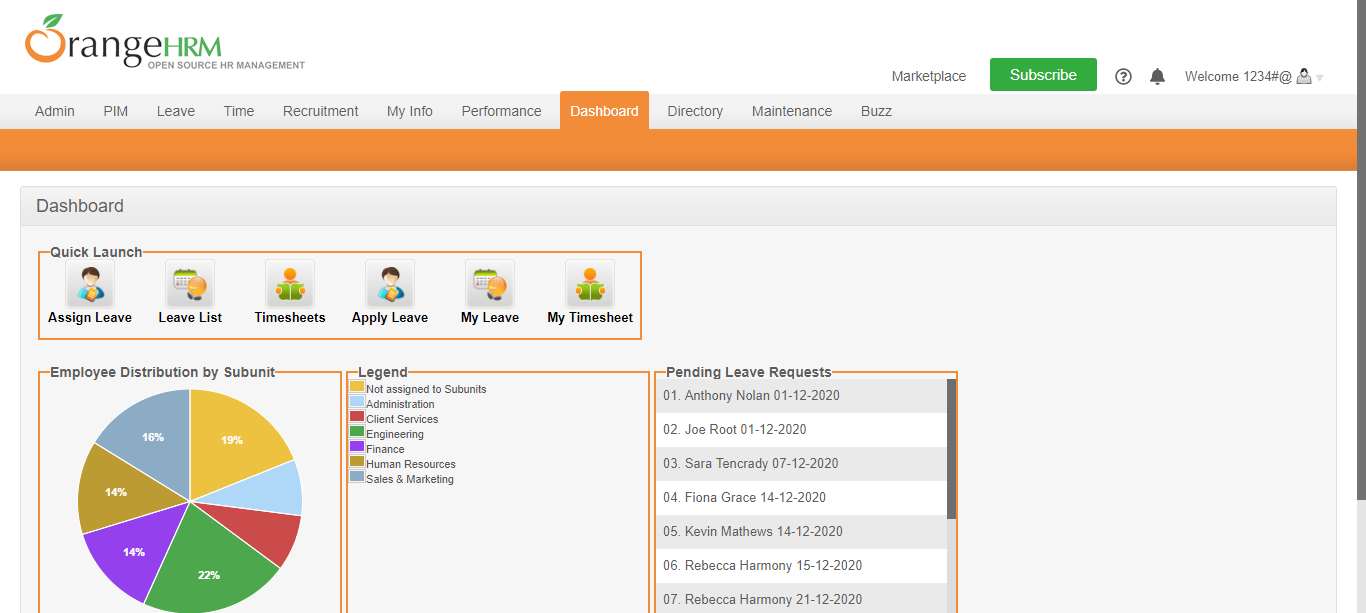 OrangeHRM
OPEN SOURCE HR MANAGEMENT
Marketplace Subscribe ? Welcome 1234#@
Admin PIM Leave Time Recruitment My Info Performance Dashboard Directory Maintenance Buzz
Dashboard
Quick Launch
Assign Leave Leave List Timesheets Apply Leave My Leave My Timesheet
Employee Distribution by Subunit
19%
16%
14%
14%
22%
Legend
Not assigned to Subunits
Administration
Client Services
Engineering
Finance
Human Resources
Sales & Marketing
Pending Leave Requests
01. Anthony Nolan 01-12-2020
02. Joe Root 01-12-2020
03. Sara Tencrady 07-12-2020
04. Fiona Grace 14-12-2020
05. Kevin Mathews 14-12-2020
06. Rebecca Harmony 15-12-2020
07. Rebecca Harmony 21-12-2020